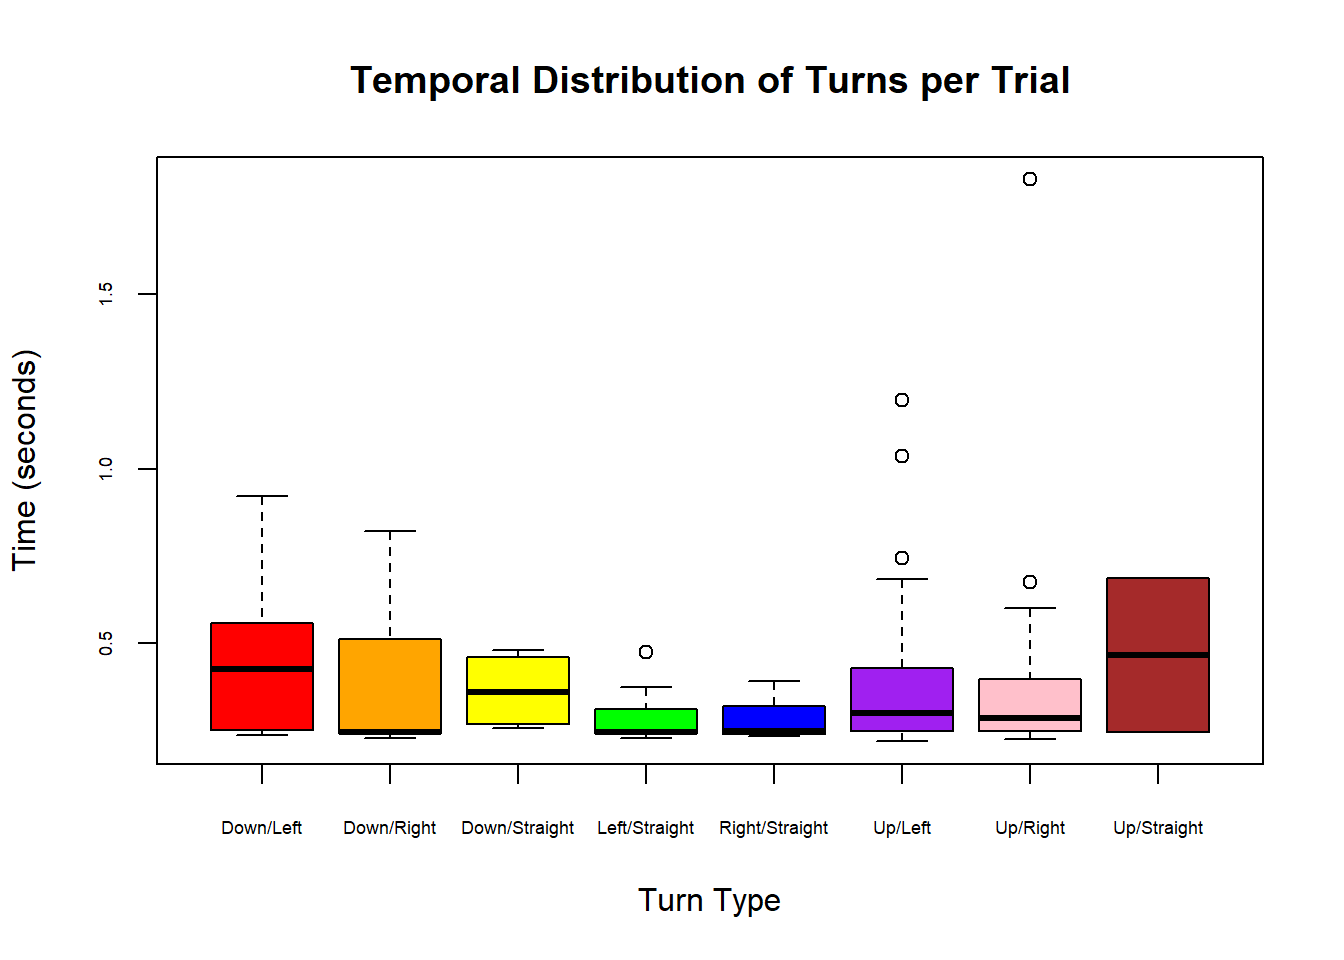 Temporal Distribution of Turns per Trial
Time (seconds)
1.5
1.0
0.5
Down/Left Down/Right Down/Straight Left/Straight Right/Straight Up/Left Up/Right Up/Straight
Turn Type